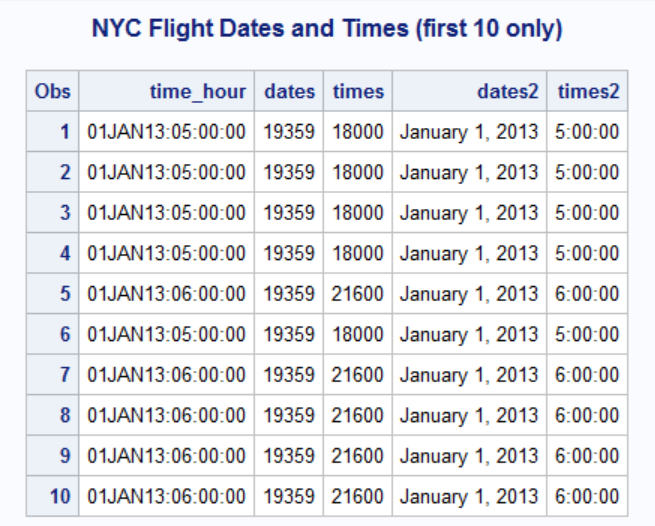 NYC Flight Dates and Times (first 10 only)
Obs time_hour dates times dates2 times2
1 01JAN13:05:00:00 19359 18000 January 1, 2013 5:00:00
2 01JAN13:05:00:00 19359 18000 January 1, 2013 5:00:00
3 01JAN13:05:00:00 19359 18000 January 1, 2013 5:00:00
4 01JAN13:05:00:00 19359 18000 January 1, 2013 5:00:00
5 01JAN13:06:00:00 19359 21600 January 1, 2013 6:00:00
6 01JAN13:05:00:00 19359 18000 January 1, 2013 5:00:00
7 01JAN13:06:00:00 19359 21600 January 1, 2013 6:00:00
8 01JAN13:06:00:00 19359 21600 January 1, 2013 6:00:00
9 01JAN13:06:00:00 19359 21600 January 1, 2013 6:00:00
10 01JAN13:06:00:00 19359 21600 January 1, 2013 6:00:00